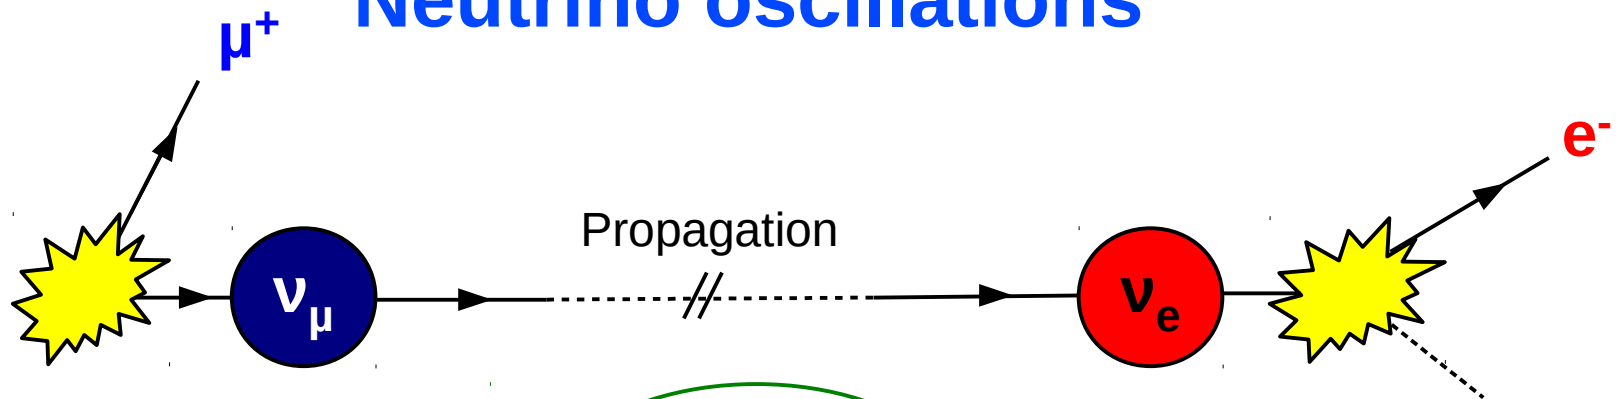 Neutrino oscillations
μ+
e-
Propagation
νμ
νe